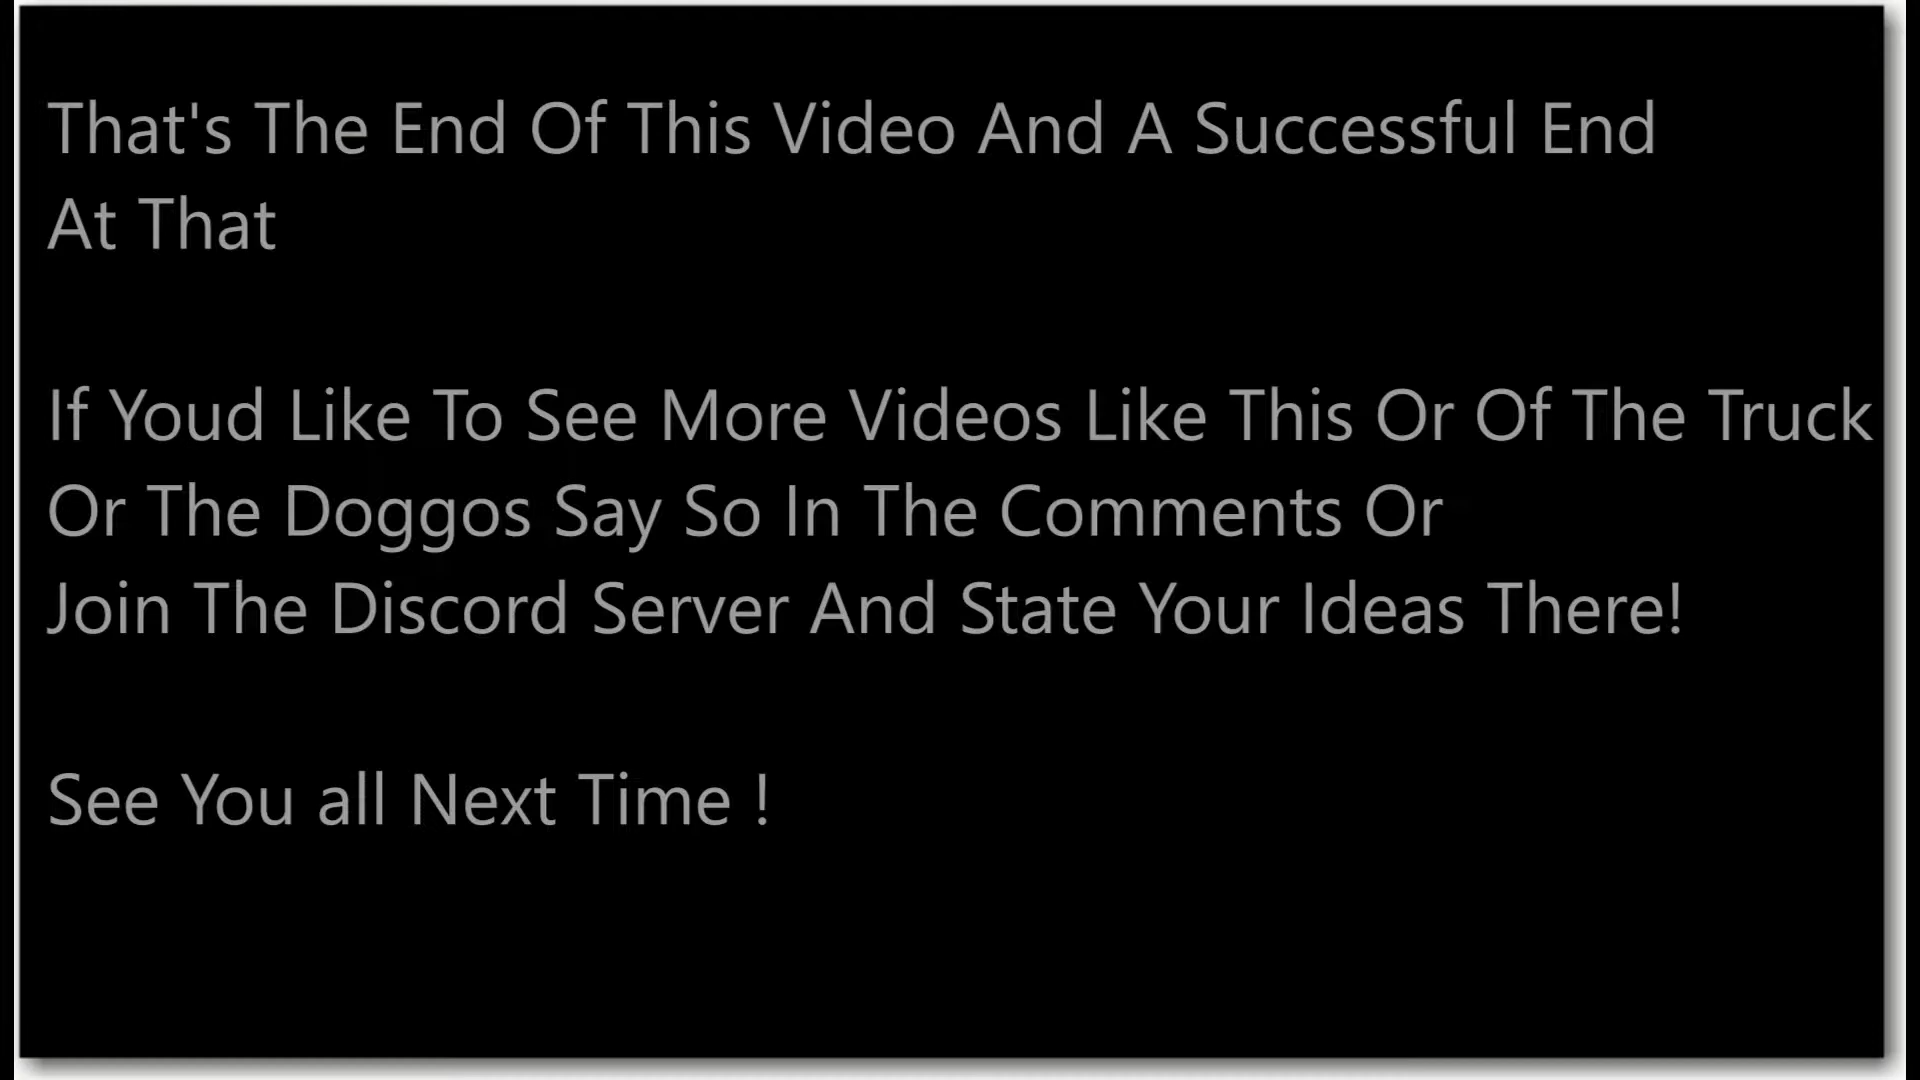 That's The End Of This Video And A Successful End
At That
If Youd Like To See More Videos Like This Or Of The Truck
Or The Doggos Say So In The Comments Or
Join The Discord Server And State Your Ideas There!
See You all Next Time !